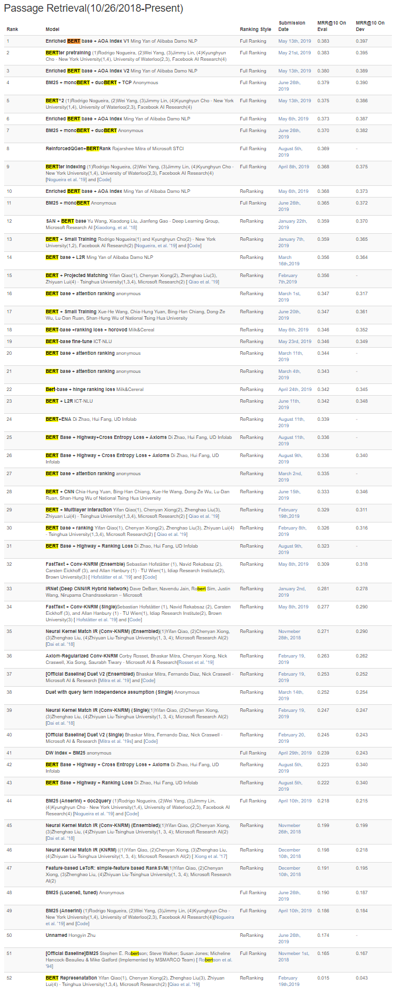 Passage Retrieval(10/26/2018-Present)
Rank Model Ranking Style Submission Date MRR@10 On Eval MRR@10 On Dev
1 Enriched BERT base + AOA index V1 Ming Yan of Alibaba Damo NLP Full Ranking May 13th, 2019 0.383 0.397
2 BERTter pretraining (1)Rodrigo Nogueira, (2)Wei Yang, (3)Jimmy Lin, (4)Kyunghyun Full Ranking May 21st, 2019 0.383 0.395
Cho - New York University(1,4), University of Waterloo(2,3), Facebook AI Research(4)
3 Enriched BERT base + AOA index V2 Ming Yan of Alibaba Damo NLP Full Ranking May 13th, 2019 0.380 0.389
4 BM25 + monoBERT + duoBERT + TCP Anonymous Full Ranking June 26th, 0.379 0.390
2019
5 BERT^2 (1)Rodrigo Nogueira, (2)Wei Yang, (3)Jimmy Lin, (4)Kyunghyun Cho - New York Full Ranking May 13th, 2019 0.375 0.386
University(1,4), University of Waterloo(2,3), Facebook AI Research(4)
6 Enriched BERT base + AOA index Ming Yan of Alibaba Damo NLP Full Ranking May 6th, 2019 0.373 0.387
7 BM25 + monoBERT + duoBERT Anonymous Full Ranking June 26th, 0.370 0.382
2019
8 ReinforcedQGen+BERTRank Rajarshee Mitra of Microsoft STCI Full Ranking August 5th, 0.369 -
2019
9 BERTter Indexing (1)Rodrigo Nogueira, (2)Wei Yang, (3)Jimmy Lin, (4)Kyunghyun Cho - Full Ranking April 8th, 2019 0.368 0.375
New York University(1,4), University of Waterloo(2,3), Facebook AI Research(4)
[Nogueira et al. '19] and [Code]
10 Enriched BERT base + AOA index Ming Yan of Alibaba Damo NLP ReRanking May 6th, 2019 0.368 0.373
11 BM25 + monoBERT Anonymous Full Ranking June 26th, 0.365 0.372
2019
12 SAN + BERT base Yu Wang, Xiaodong Liu, Jianfeng Gao - Deep Learning Group, ReRanking January 22th, 0.359 0.370
Microsoft Research AI [Xiaodong, et al. '18] 2019
13 BERT + Small Training Rodrigo Nogueira(1) and Kyunghyun Cho(2) - New York ReRanking January 7th, 0.359 0.365
University(1,2), Facebook AI Research(2) [Nogueira, et al. '19] and [Code] 2019
14 BERT base + L2R Ming Yan of Alibaba Damo NLP ReRanking March 0.356 0.364
16th,2019
15 BERT + Projected Matching Yifan Qiao(1), Chenyan Xiong(2), Zhenghao Liu(3), ReRanking February 0.356 -
Zhiyuan Lui(4) - Tsinghua University(1,3,4), Microsoft Research(2) [ Qiao et al. '19] 7th,2019
16 BERT base + attention ranking anonymous ReRanking March 1st, 0.347 0.317
2019
17 BERT + Small Training Xue-He Wang, Chia-Hung Yuan, Bing-Han Chiang, Dong-Ze ReRanking June 20th, 0.347 0.361
Wu, Lu-Dan Ruan, Shan-Hung Wu of National Tsing Hua University 2019
18 BERT-base +ranking loss + horovod Milk&Cereal ReRanking May 6th, 2019 0.346 0.352
19 BERT-base fine-tune ICT-NLU ReRanking May 23rd, 2019 0.346 0.349
20 BERT base + attention ranking anonymous ReRanking March 11th, 0.344 -
2019
21 BERT base + attention ranking anonymous ReRanking March 4th, 0.343 -
2019
22 Bert-base + hinge ranking loss Milk&Cereral ReRanking April 24th, 2019 0.342 0.345
23 BERT + L2R ICT-NLU ReRanking June 11th, 0.342 0.348
2019
24 BERT+ENA Di Zhao, Hui Fang, UD Infolab ReRanking August 11th, 0.339 -
2019
25 BERT Base + Highway+Cross Entropy Loss + Axioms Di Zhao, Hui Fang, UD Infolab ReRanking August 11th, 0.336 -
2019
26 BERT Base + Highway + Cross Entropy Loss + Axioms Di Zhao, Hui Fang, UD ReRanking August 9th, 0.336 0.340
Infolab 2019
27 BERT base + attention ranking anonymous ReRanking March 2nd, 0.335 -
2019
28 BERT + CNN Chia-Hung Yuan, Bing-Han Chiang, Xue-He Wang, Dong-Ze Wu, Lu-Dan ReRanking June 15th, 0.333 0.346
Ruan, Shan-Hung Wu of National Tsing Hua University 2019
29 BERT + Multilayer Interaction Yifan Qiao(1), Chenyan Xiong(2), Zhenghao Liu(3), ReRanking February 0.329 0.311
Zhiyuan Lui(4) - Tsinghua University(1,3,4), Microsoft Research(2) [ Qiao et al. '19] 19th,2019
30 BERT base + ranking Yifan Qiao(1), Chenyan Xiong(2), Zhenghao Liu(3), Zhiyuan Lui(4) ReRanking February 8th, 0.326 0.316
- Tsinghua University(1,3,4), Microsoft Research(2) [ Qiao et al. '19] 2019
31 BERT Base + Highway + Ranking Loss Di Zhao, Hui Fang, UD Infolab ReRanking August 9th, 0.323 -
2019
32 FastText + Conv-KNRM (Ensemble) Sebastian Hofstätter (1), Navid Rekabsaz (2), ReRanking May 8th, 2019 0.309 0.318
Carsten Eickhoff (3), and Allan Hanbury (1) - TU Wien(1), Idiap Research Institute(2),
Brown University(3) [ Hofstätter et al. '19] and [Code]
33 IRNet (Deep CNN/IR Hybrid Network) Dave DeBarr, Navendu Jain, Robert Sim, Justin ReRanking January 2nd, 0.281 0.278
Wang, Nirupama Chandrasekaran – Microsoft 2019
34 FastText + Conv-KNRM (Single)Sebastian Hofstätter (1), Navid Rekabsaz (2), Carsten ReRanking May 8th, 2019 0.277 0.290
Eickhoff (3), and Allan Hanbury (1) - TU Wien(1), Idiap Research Institute(2), Brown
University(3) [ Hofstätter et al. '19] and [Code]
35 Neural Kernel Match IR (Conv-KNRM) (Ensembled)(1)Yifan Qiao, (2)Chenyan Xiong, ReRanking Novmeber 0.271 0.290
(3)Zhenghao Liu, (4)Zhiyuan Liu-Tsinghua University(1, 3, 4); Microsoft Research AI(2) 28th, 2018
[Dai et al. '18]
36 Axiom-Regularized Conv-KNRM Corby Rosset, Bhaskar Mitra, Chenyan Xiong, Nick ReRanking February 19, 0.263 0.262
Craswell, Xia Song, Saurabh Tiwary - Microsoft AI & Research[Rosset et al. '19] 2019
37 [Official Baseline] Duet V2 (Ensembled) Bhaskar Mitra, Fernando Diaz, Nick Craswell - ReRanking February 19, 0.253 0.252
Microsoft AI & Research [Mitra et al. '19] and [Code] 2019
38 Duet with query term independence assumption (Single) Anonymous ReRanking March 14th, 0.252 0.254
2019
39 Neural Kernel Match IR (Conv-KNRM) (Single)(1)Yifan Qiao, (2)Chenyan Xiong, ReRanking February 19, 0.247 0.247
(3)Zhenghao Liu, (4)Zhiyuan Liu-Tsinghua University(1, 3, 4); Microsoft Research AI(2) 2019
[Dai et al. '18]
40 [Official Baseline] Duet V2 (Single) Bhaskar Mitra, Fernando Diaz, Nick Craswell - ReRanking February 20, 0.245 0.243
Microsoft AI & Research [Mitra et al. '19s] and [Code] 2019
41 DW Index + BM25 anonymous Full Ranking April 29th, 2019 0.239 0.243
42 BERT Base + Highway + Cross Entropy Loss + Axioms Di Zhao, Hui Fang, UD ReRanking August 5th, 0.223 0.340
Infolab 2019
43 BERT Base + Highway + Ranking Loss Di Zhao, Hui Fang, UD Infolab ReRanking August 5th, 0.222 0.340
2019
44 BM25 (Anserini) + doc2query (1)Rodrigo Nogueira, (2)Wei Yang, (3)Jimmy Lin, Full Ranking April 10th, 2019 0.218 0.215
(4)Kyunghyun Cho - New York University(1,4), University of Waterloo(2,3), Facebook AI
Research(4) [Nogueira et al. '19] and [Code]
45 Neural Kernel Match IR (Conv-KNRM) (Ensembled)(1)Yifan Qiao, (2)Chenyan Xiong, ReRanking Novmeber 0.199 0.199
(3)Zhenghao Liu, (4)Zhiyuan Liu-Tsinghua University(1, 3, 4); Microsoft Research AI(2) 26th, 2018
[Dai et al. '18]
46 Neural Kernel Match IR (KNRM) ((1)Yifan Qiao, (2)Chenyan Xiong, (3)Zhenghao Liu, ReRanking December 0.198 0.218
(4)Zhiyuan Liu-Tsinghua University(1, 3, 4); Microsoft Research AI(2) [ Xiong et al. '17] 10th, 2018
47 Feature-based LeToR: simple-feature based RankSVM(1)Yifan Qiao, (2)Chenyan ReRanking December 0.191 0.195
Xiong, (3)Zhenghao Liu, (4)Zhiyuan Liu-Tsinghua University(1, 3, 4); Microsoft Research 10th, 2018
AI(2)
48 BM25 (Lucene8, tuned) Anonymous Full Ranking June 26th, 0.190 0.187
2019
49 BM25 (Anserini) (1)Rodrigo Nogueira, (2)Wei Yang, (3)Jimmy Lin, (4)Kyunghyun Cho - Full Ranking April 10th, 2019 0.186 0.184
New York University(1,4), University of Waterloo(2,3), Facebook AI Research(4)[Nogueira
et al. '19] and [Code]
50 Unnamed Hongyin Zhu ReRanking June 26th, 0.174 -
2019
51 [Official Baseline]BM25 Stephen E. Robertson; Steve Walker; Susan Jones; Micheline Full Ranking Novmeber 1st, 0.165 0.167
Hancock-Beaulieu & Mike Gatford (Implemented by MSMARCO Team) [ Robertson et al. 2018
'94]
52 BERT Represenatation Yifan Qiao(1), Chenyan Xiong(2), Zhenghao Liu(3), Zhiyuan ReRanking February 0.015 0.043
Lui(4) - Tsinghua University(1,3,4), Microsoft Research(2) [Qiao et al. '19] 19th,2019